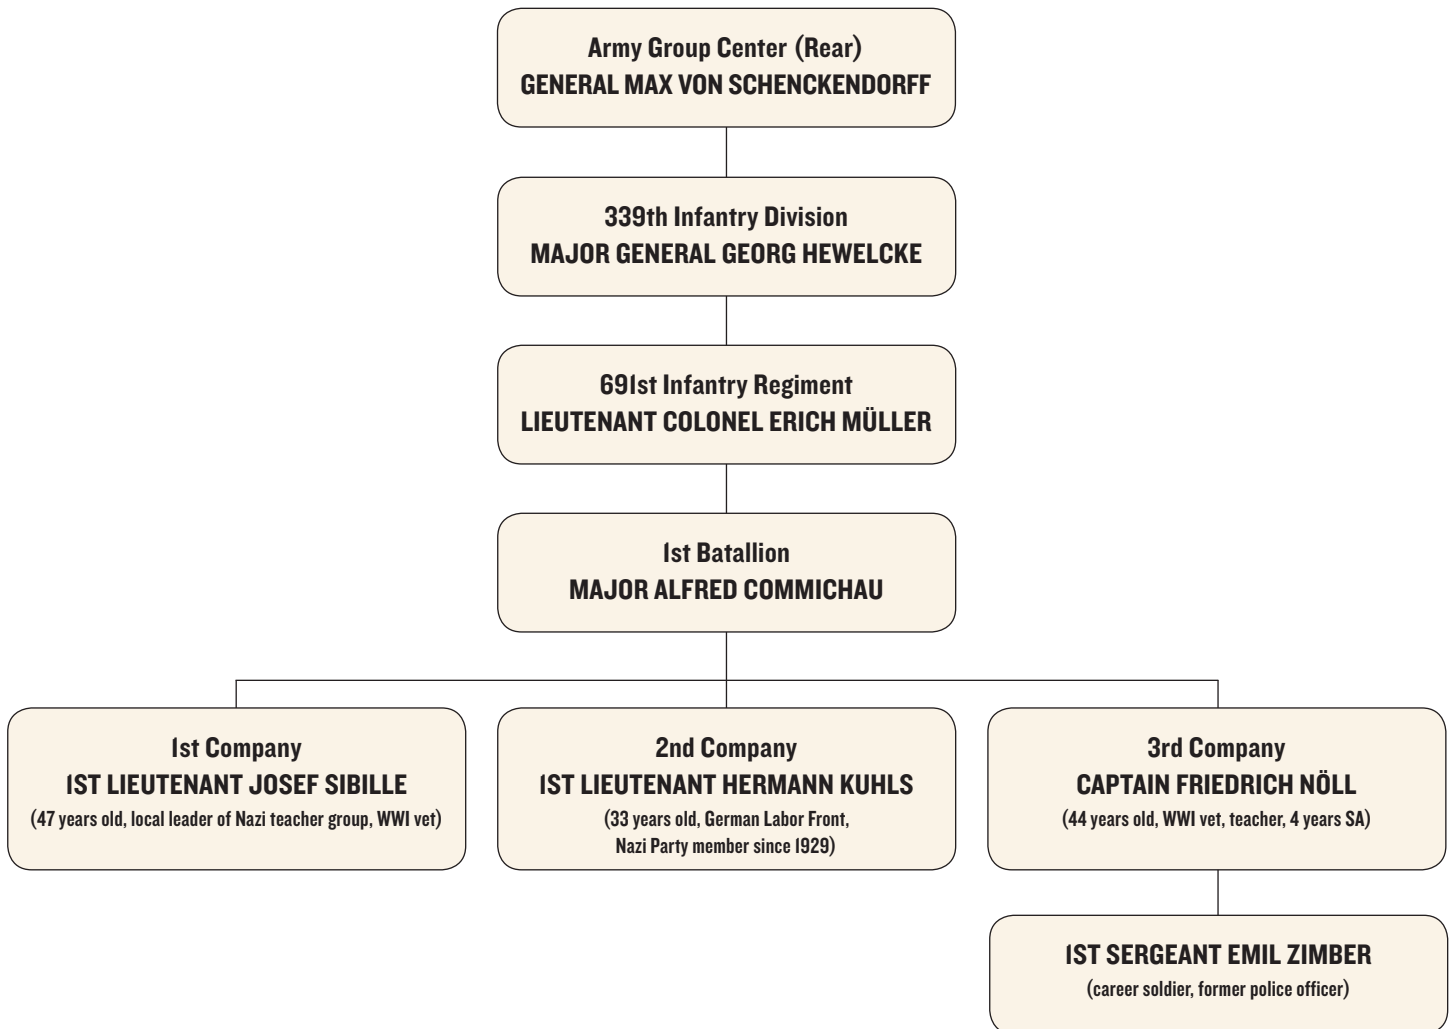 Army Group Center (Rear)
GENERAL MAX VON SCHENCKENDORFF
339th Infantry Division
MAJOR GENERAL GEORG HEWELCKE
691st Infantry Regiment
LIEUTENANT COLONEL ERICH MÜLLER
1st Batallion
MAJOR ALFRED COMMICHAU
1st Company
1ST LIEUTENANT JOSEF SIBILLE
(47 years old, local leader of Nazi teacher group, WWI vet)
2nd Company
1ST LIEUTENANT HERMANN KUHLS
(33 years old, German Labor Front,
Nazi Party member since 1929)
3rd Company
CAPTAIN FRIEDRICH NÖLL
(44 years old, WWI vet, teacher, 4 years SA)
1ST SERGEANT EMIL ZIMBER
(career soldier, former police officer)